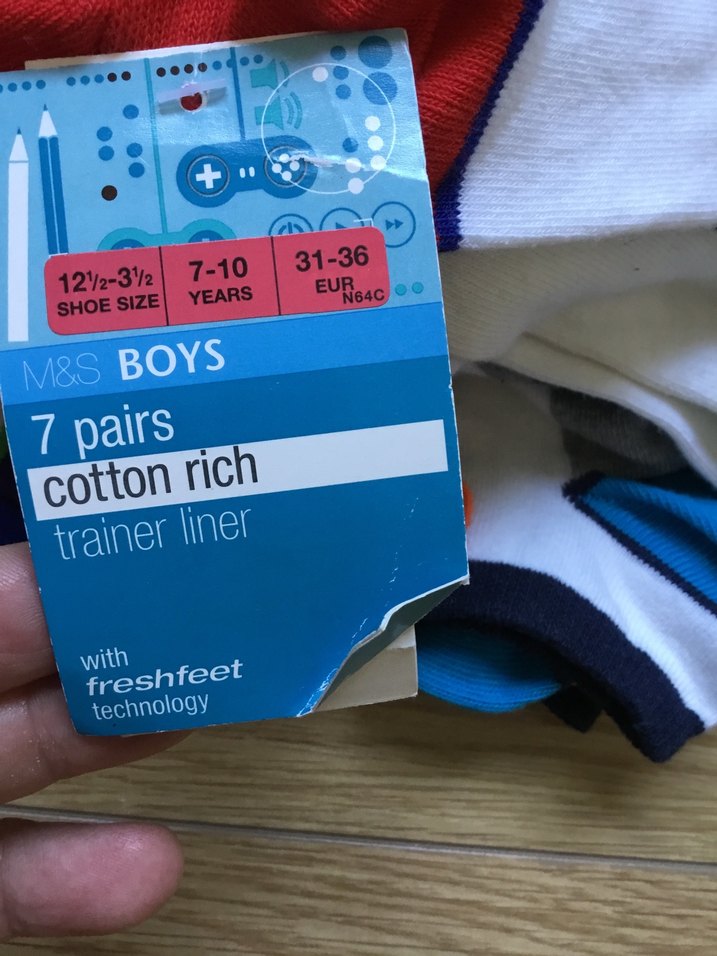 12½-3½
SHOE SIZE
7-10
YEARS
31-36
EUR
N64C
M&S BOYS
7 pairs
cotton rich
trainer liner
with
freshfeet
technology